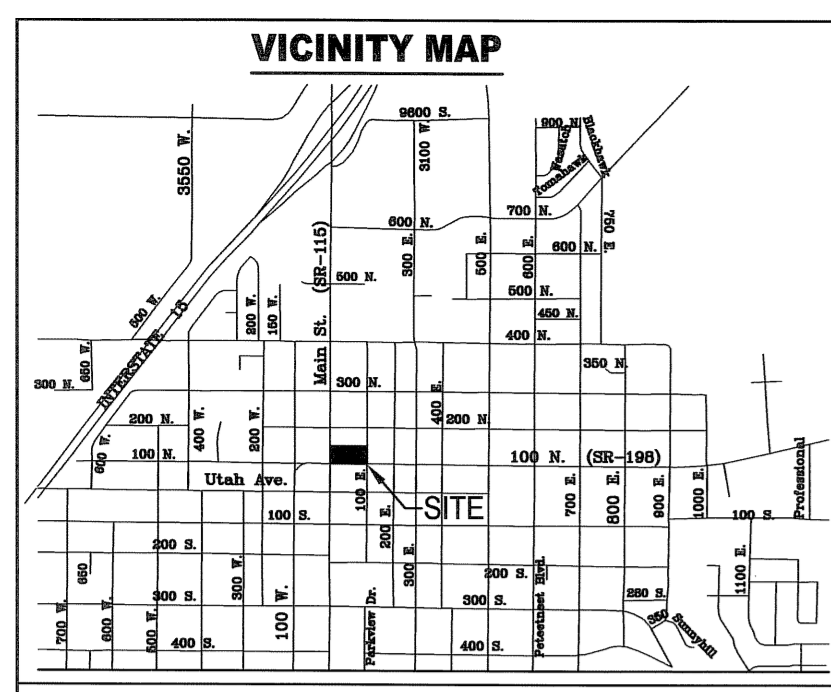 VICINITY MAP
9600 S.
900 N.
Wasatch
Blackhawk
Tomahawk
3550 W.
3100 W.
700 N.
750 E.
600 N.
600 N.
(SR-115)
300 E.
500 E.
600 E.
500 N.
500 N.
450 N.
400 N.
500 W.
INTERSTATE 15
200 W.
150 W.
Main St.
350 N.
650 W.
300 N.
300 N.
400 E.
200 N.
200 N.
400 W.
200 W.
600 W.
100 N.
100 N. (SR-198)
Utah Ave.
100 E.
SITE
700 E.
800 E.
900 E.
1000 E.
Professional
100 S.
100 S.
200 E.
300 E.
200 S.
200 S.
Peteetneet Blvd.
1100 E.
650
300 W.
300 S.
300 S.
100 W.
Parkview Dr.
700 W.
600 W.
500 W.
400 S.
400 S.
350
Sunnyhill